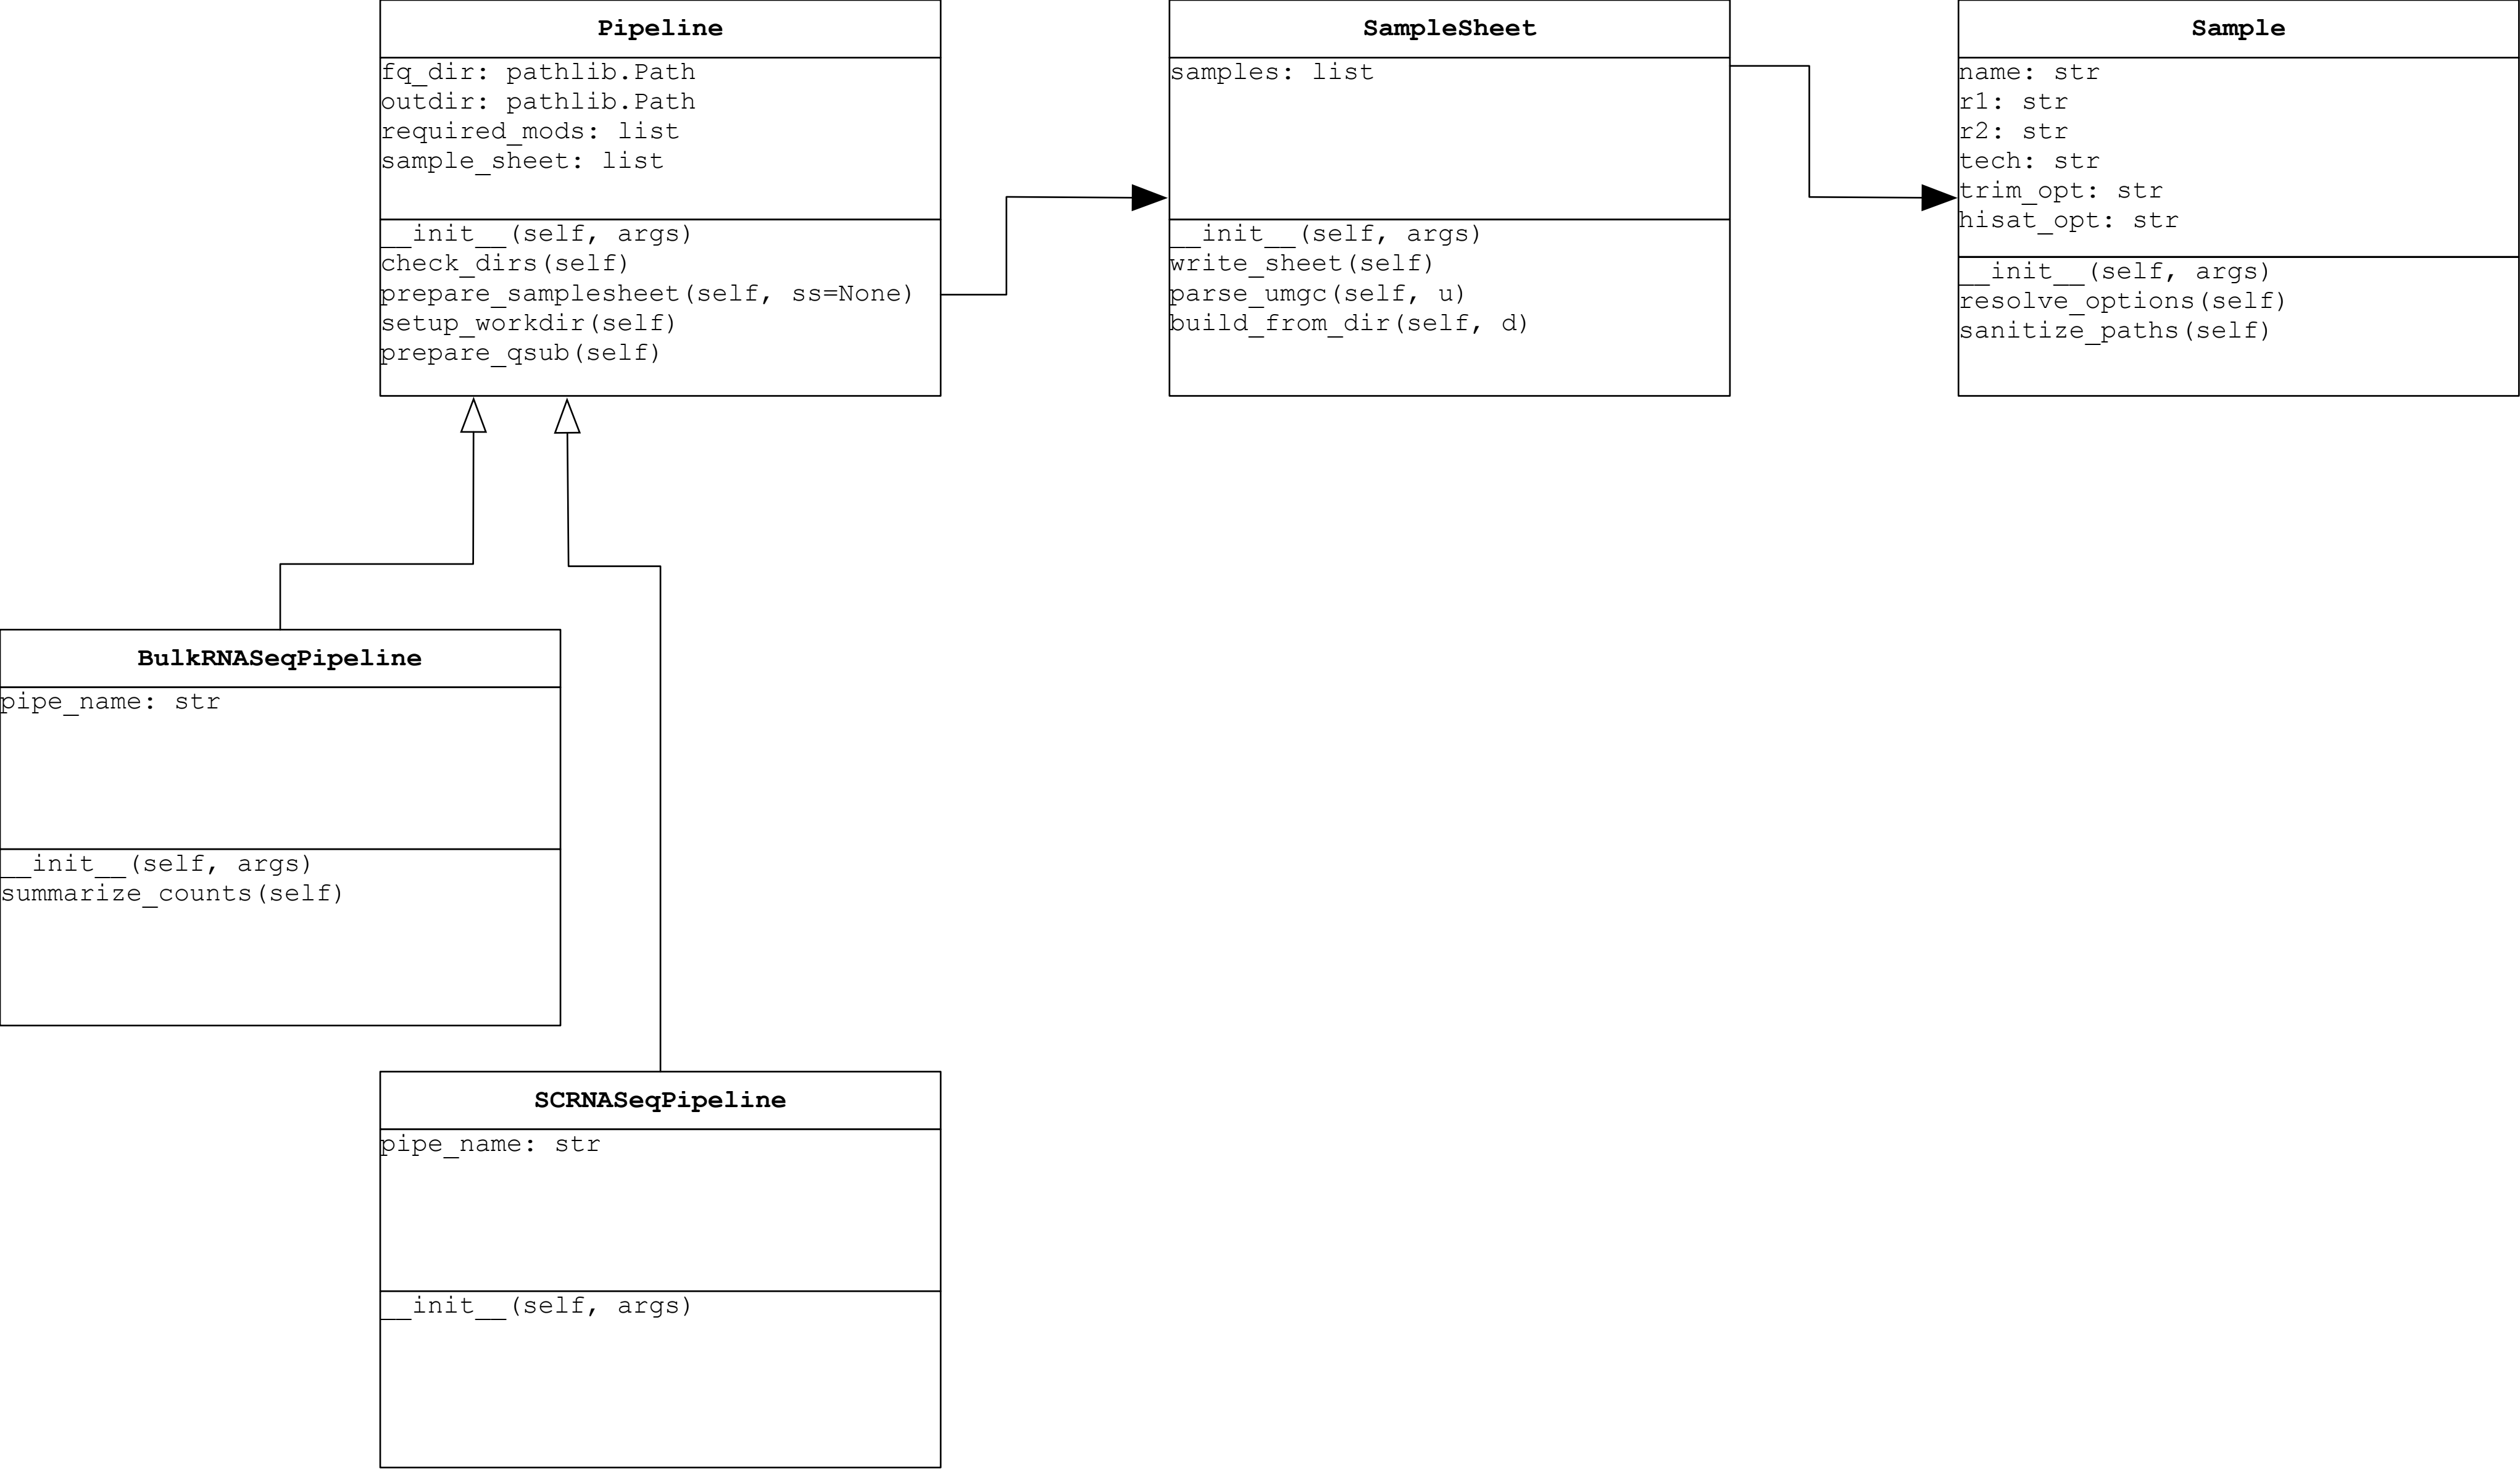 Pipeline
fq_dir: pathlib.Path
outdir: pathlib.Path
required_mods: list
sample_sheet: list
__init__(self, args)
check_dirs(self)
prepare_samplesheet(self, ss=None)
setup_workdir(self)
prepare_qsub(self)
SampleSheet
samples: list
__init__(self, args)
write_sheet(self)
parse_umgc(self, u)
build_from_dir(self, d)
Sample
name: str
r1: str
r2: str
tech: str
trim_opt: str
hisat_opt: str
__init__(self, args)
resolve_options(self)
sanitize_paths(self)
BulkRNASeqPipeline
pipe_name: str
__init__(self, args)
summarize_counts(self)
SCRNASeqPipeline
pipe_name: str
__init__(self, args)